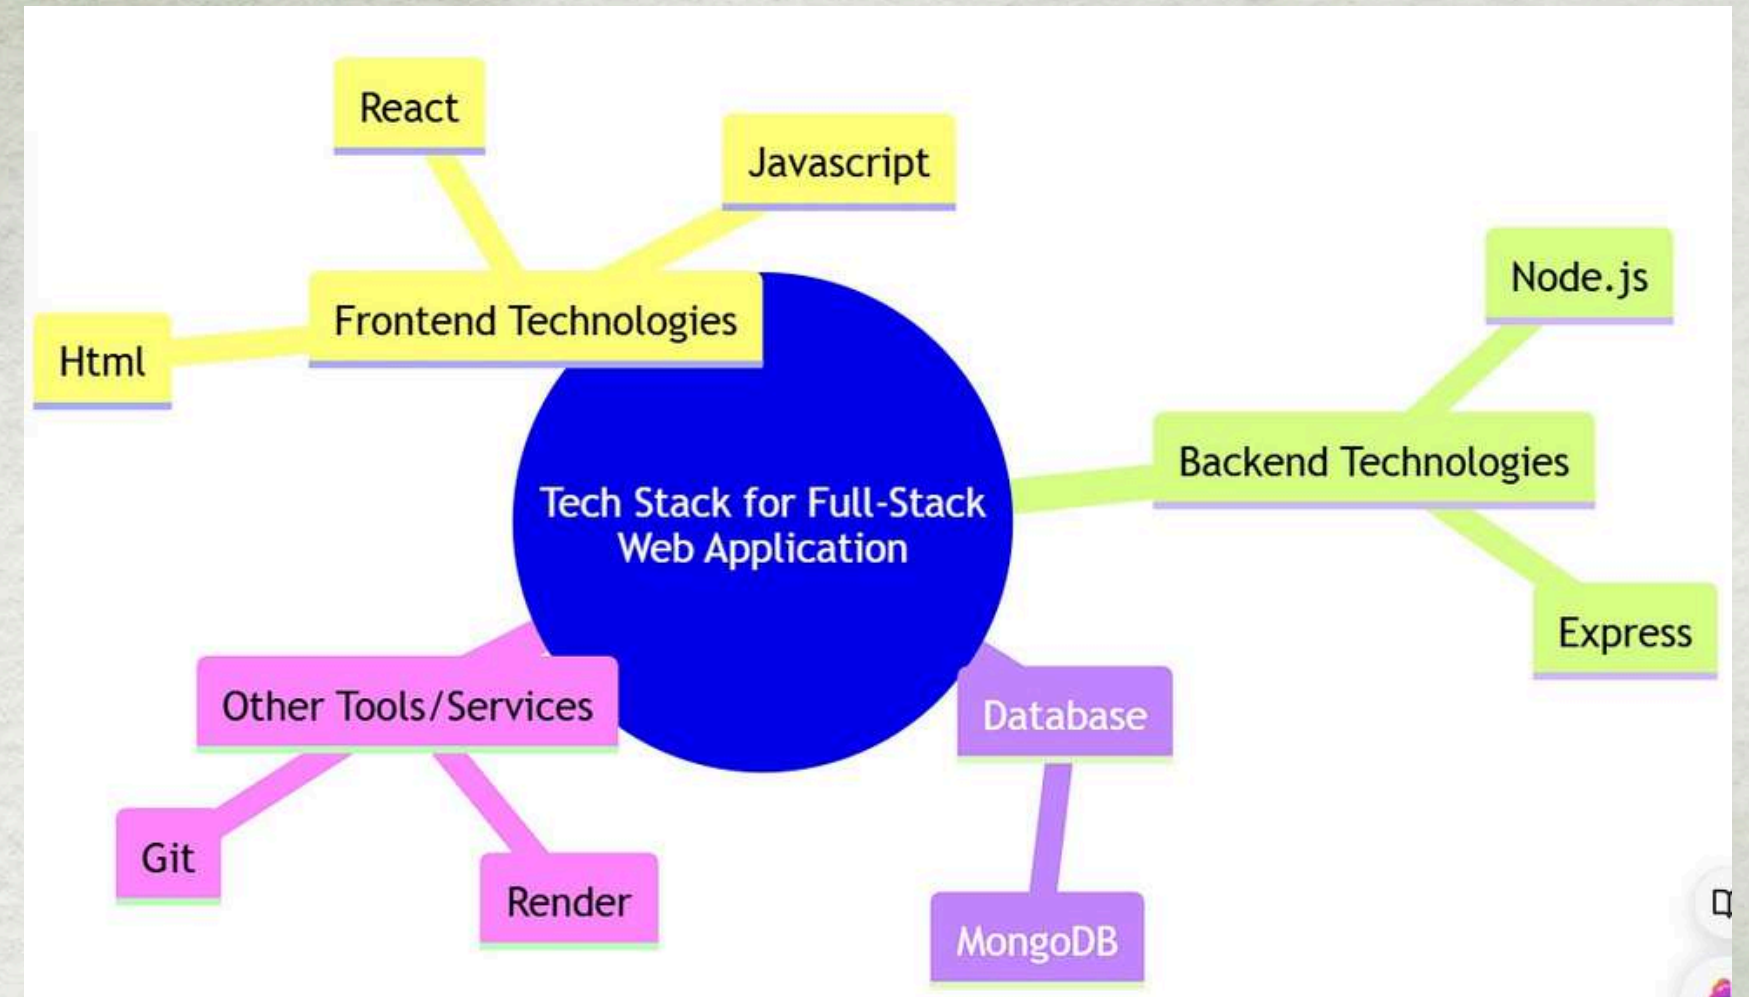 React
Javascript
Node.js
Frontend Technologies
Html
Backend Technologies
Tech Stack for Full-Stack
Web Application
Express
Other Tools/Services
Database
Git
Render
MongoDB